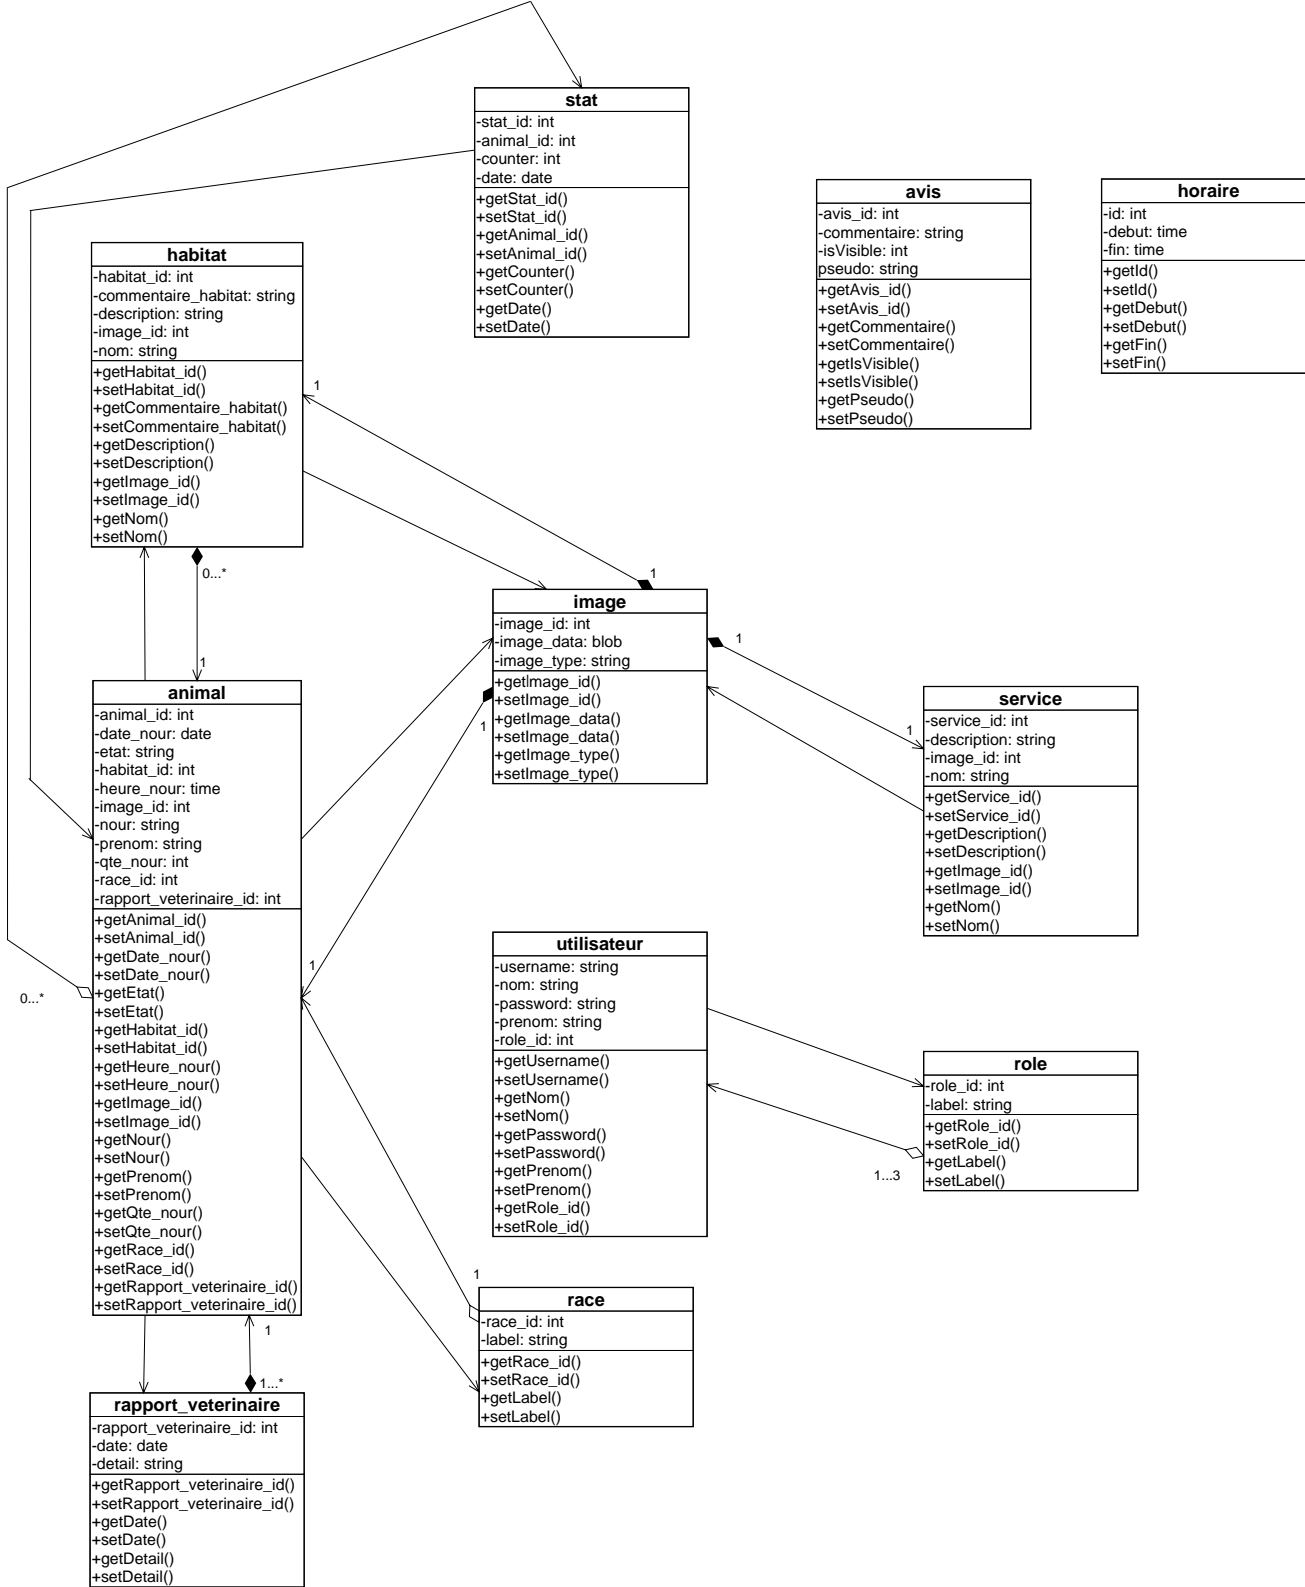 stat
-stat_id: int
-animal_id: int
-counter: int
-date: date
+getStat_id()
+setStat_id()
+getAnimal_id()
+setAnimal_id()
+getCounter()
+setCounter()
+getDate()
+setDate()
avis
-avis_id: int
-commentaire: string
-isVisible: int
pseudo: string
+getAvis_id()
+setAvis_id()
+getCommentaire()
+setCommentaire()
+getIsVisible()
+setIsVisible()
+getPseudo()
+setPseudo()
horaire
-id: int
-debut: time
-fin: time
+getId()
+setId()
+getDebut()
+setDebut()
+getFin()
+setFin()
habitat
-habitat_id: int
-commentaire_habitat: string
-description: string
-image_id: int
-nom: string
+getHabitat_id()
+setHabitat_id()
+getCommentaire_habitat()
+setCommentaire_habitat()
+getDescription()
+setDescription()
+getImage_id()
+setImage_id()
+getNom()
+setNom()
1
0...*
1
1
image
-image_id: int
-image_data: blob
-image_type: string
+getImage_id()
+setImage_id()
+getImage_data()
+setImage_data()
+getImage_type()
+setImage_type()
1
1
1
service
-service_id: int
-description: string
-image_id: int
-nom: string
+getService_id()
+setService_id()
+getDescription()
+setDescription()
+getImage_id()
+setImage_id()
+getNom()
+setNom()
animal
-animal_id: int
-date_nour: date
-etat: string
-habitat_id: int
-heure_nour: time
-image_id: int
-nour: string
-prenom: string
-qte_nour: int
-race_id: int
-rapport_veterinaire_id: int
+getAnimal_id()
+setAnimal_id()
+getDate_nour()
+setDate_nour()
+getEtat()
+setEtat()
+getHabitat_id()
+setHabitat_id()
+getHeure_nour()
+setHeure_nour()
+getImage_id()
+setImage_id()
+getNour()
+setNour()
+getPrenom()
+setPrenom()
+getQte_nour()
+setQte_nour()
+getRace_id()
+setRace_id()
+getRapport_veterinaire_id()
+setRapport_veterinaire_id()
0...*
1
utilisateur
-username: string
-nom: string
-password: string
-prenom: string
-role_id: int
+getUsername()
+setUsername()
+getNom()
+setNom()
+getPassword()
+setPassword()
+getPrenom()
+setPrenom()
+getRole_id()
+setRole_id()
role
-role_id: int
-label: string
+getRole_id()
+setRole_id()
+getLabel()
+setLabel()
1...3
1
race
-race_id: int
-label: string
+getRace_id()
+setRace_id()
+getLabel()
+setLabel()
1
1...*
rapport_veterinaire
-rapport_veterinaire_id: int
-date: date
-detail: string
+getRapport_veterinaire_id()
+setRapport_veterinaire_id()
+getDate()
+setDate()
+getDetail()
+setDetail()